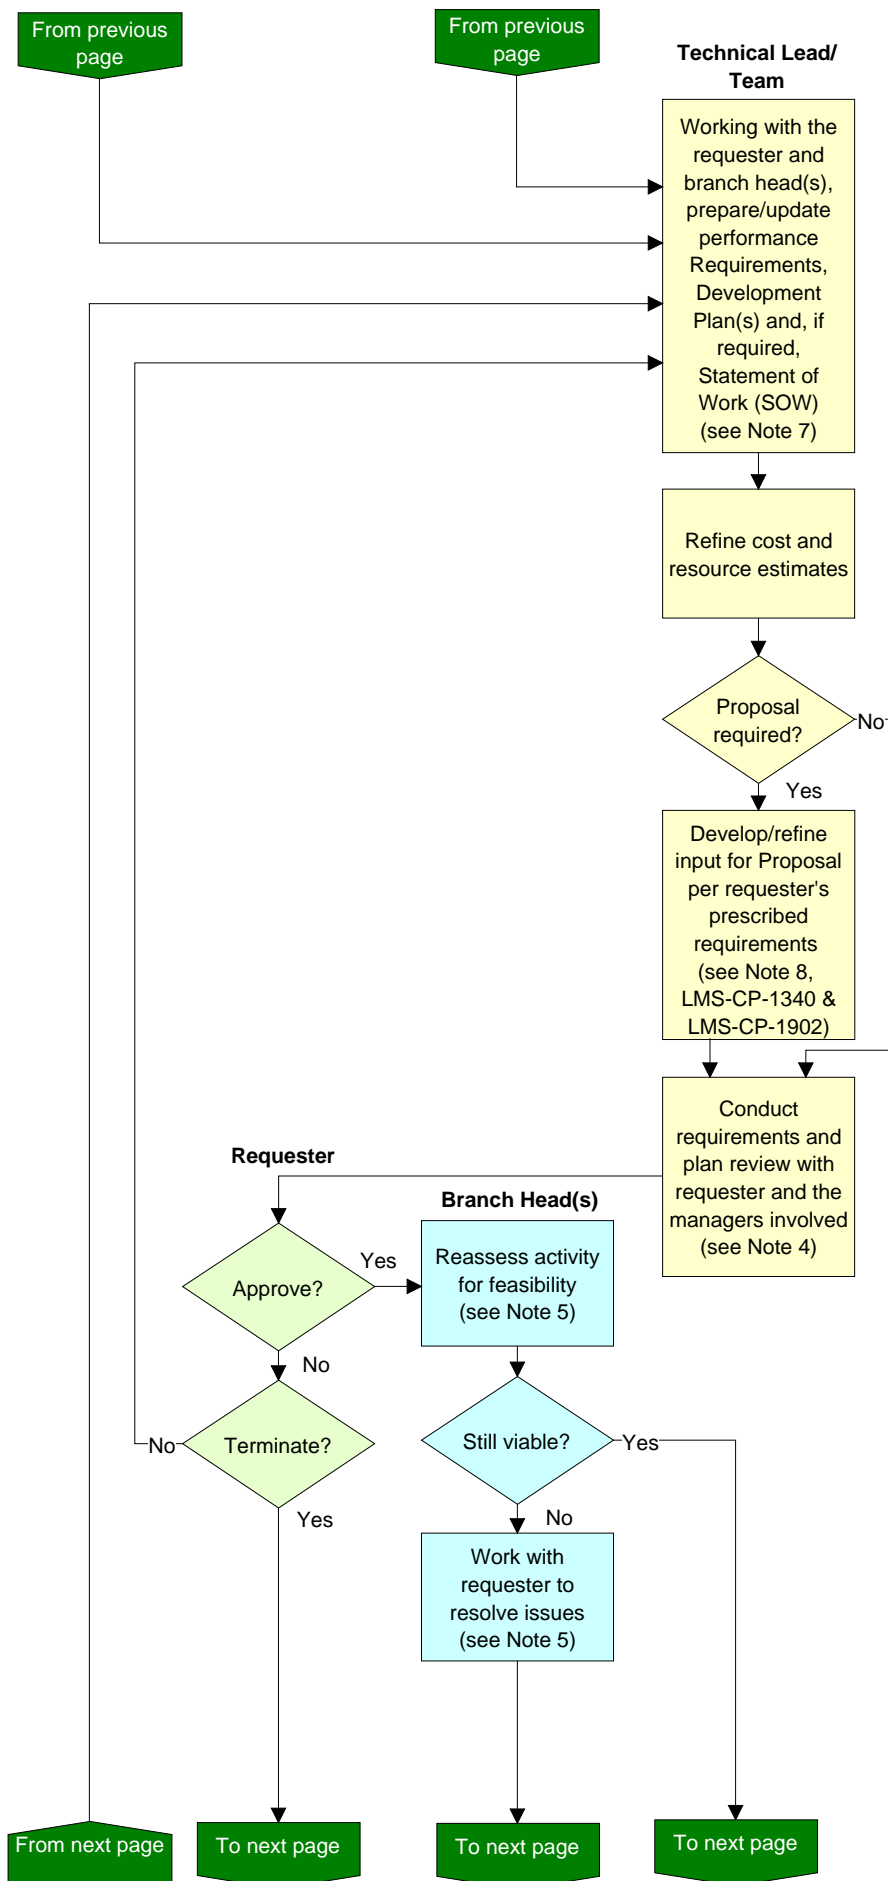 From previous
page
From previous
page
Technical Lead/
Team
Working with the
requester and
branch head(s),
prepare/update
performance
Requirements,
Development
Plan(s) and, if
required,
Statement of
Work (SOW)
(see Note 7)
Refine cost and
resource estimates
Proposal
required?
No
Yes
Develop/refine
input for Proposal
per requester's
prescribed
requirements
(see Note 8,
LMS-CP-1340 &
LMS-CP-1902)
Conduct
requirements and
plan review with
requester and the
managers involved
(see Note 4)
Requester
Branch Head(s)
Approve?
Yes
Reassess activity
for feasibility
(see Note 5)
No
No
Terminate?
Still viable?
Yes
Yes
No
Work with
requester to
resolve issues
(see Note 5)
From next page
To next page
To next page
To next page